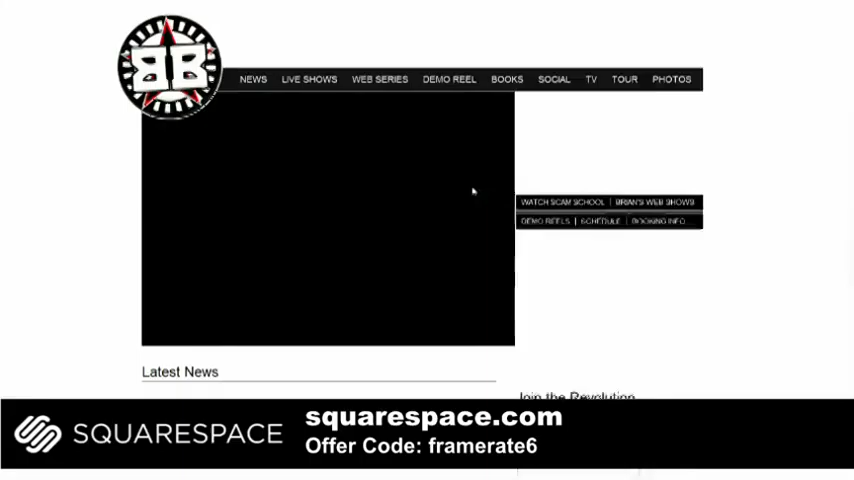 BB
NEWS LIVE SHOWS WEB SERIES DEMO REEL BOOKS SOCIAL TV TOUR PHOTOS
WATCH SCAM SCHOOL | BRIAN'S WEB SHOWS
DEMO REELS | SCHEDULE | BOOKING INFO...
Latest News
Join the Revolution
SQUARESPACE
squarespace.com
Offer Code: framerate6